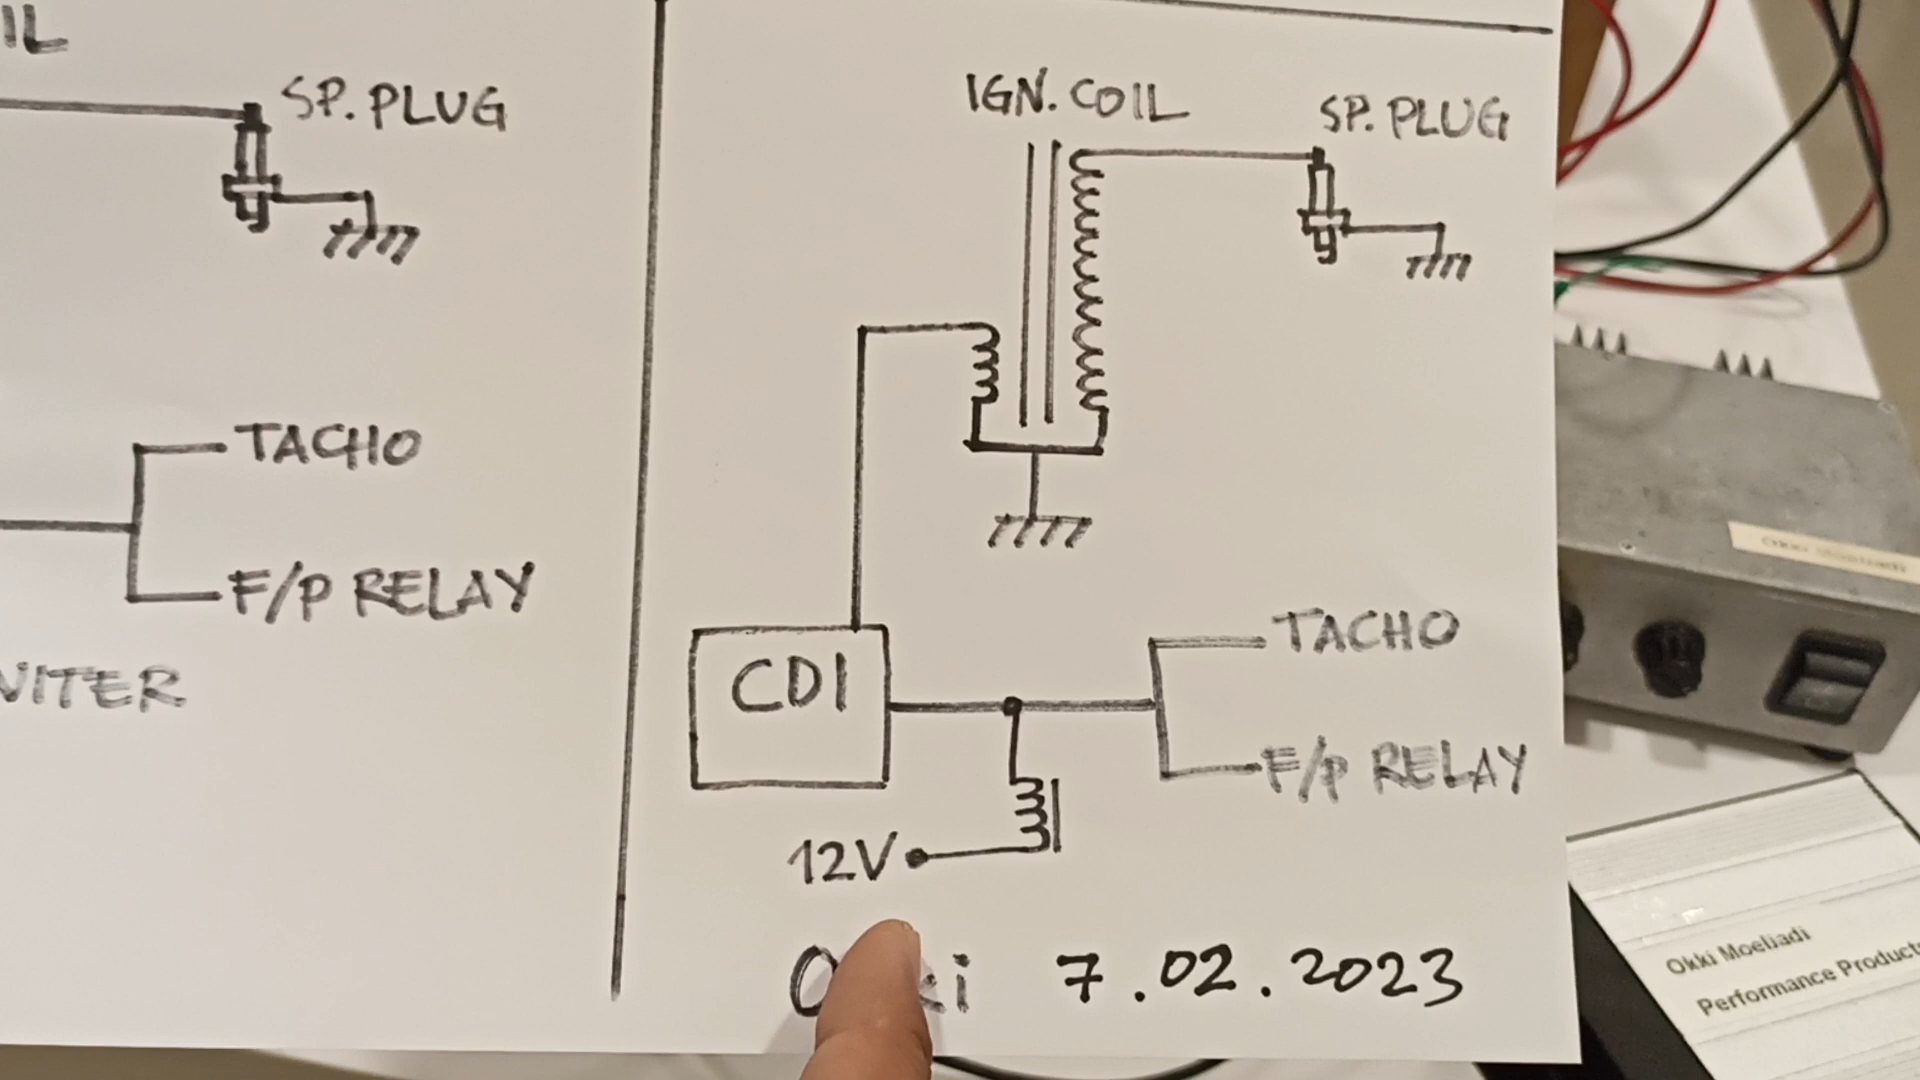 IL
SP. PLUG
TACHO
F/P RELAY
NITER
IGN. COIL
SP. PLUG
CDI
TACHO
F/P RELAY
12V
7.02.2023
Okki Moeliadi
Performance Product